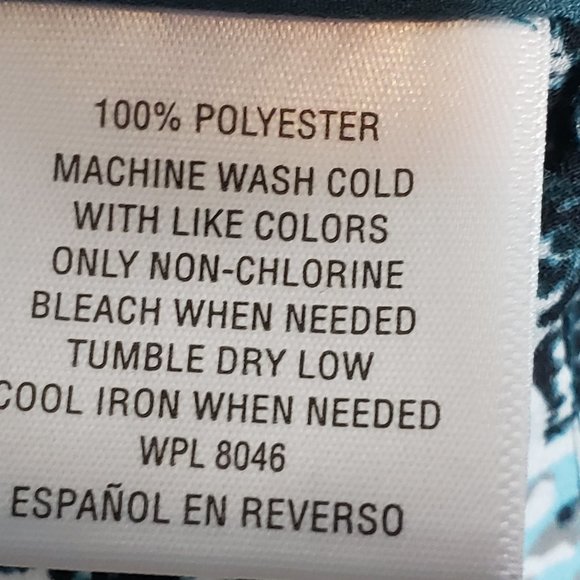 100% POLYESTER
MACHINE WASH COLD
WITH LIKE COLORS
ONLY NON-CHLORINE
BLEACH WHEN NEEDED
TUMBLE DRY LOW
COOL IRON WHEN NEEDED
WPL 8046
ESPAÑOL EN REVERSO